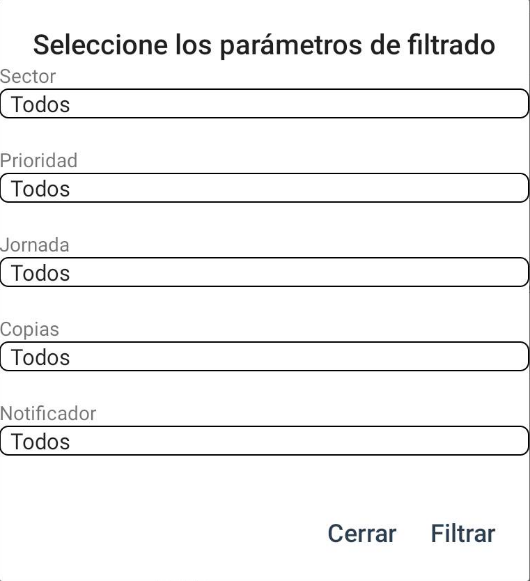 Seleccione los parámetros de filtrado
Sector
Todos
Prioridad
Todos
Jornada
Todos
Copias
Todos
Notificador
Todos
Cerrar Filtrar